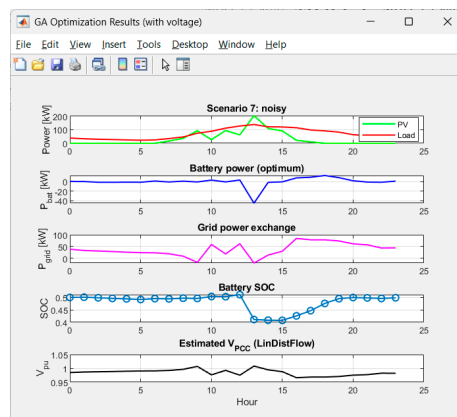 GA Optimization Results (with voltage)
File Edit View Insert Tools Desktop Window Help
Scenario 7: noisy
Power [kW]
200
100
0
PV
Load
0 5 10 15 20 25
Battery power (optimum)
P_bat [kW]
0
-40
0 5 10 15 20 25
Grid power exchange
P_grid [kW]
100
50
0
0 5 10 15 20 25
Battery SOC
SOC
0.5
0.4
0 5 10 15 20 25
Estimated V_PCC (LinDistFlow)
V_pu
1.05
1
0.95
0 5 10 15 20 25
Hour